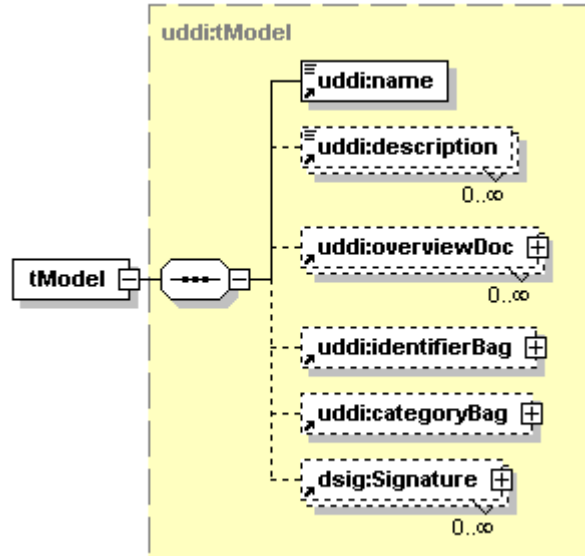 uddi:tModel
uddi:name
uddi:description
0..∞
uddi:overviewDoc
0..∞
tModel
uddi:identifierBag
uddi:categoryBag
dsig:Signature
0..∞